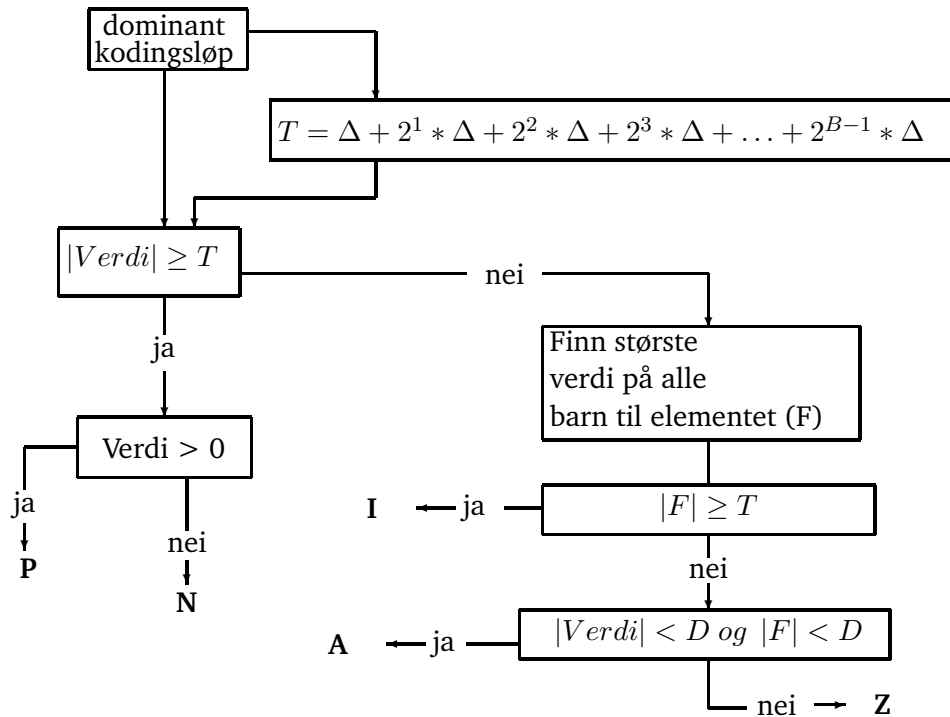 dominant
kodingsløp
T = Δ + 2^1 * Δ + 2^2 * Δ + 2^3 * Δ + . . . + 2^{B−1} * Δ
|Verdi| ≥ T
nei
ja
Finn største
verdi på alle
barn til elementet (F)
Verdi > 0
ja
nei
P
N
I
ja
|F| ≥ T
nei
A
ja
|Verdi| < D og |F| < D
nei
Z